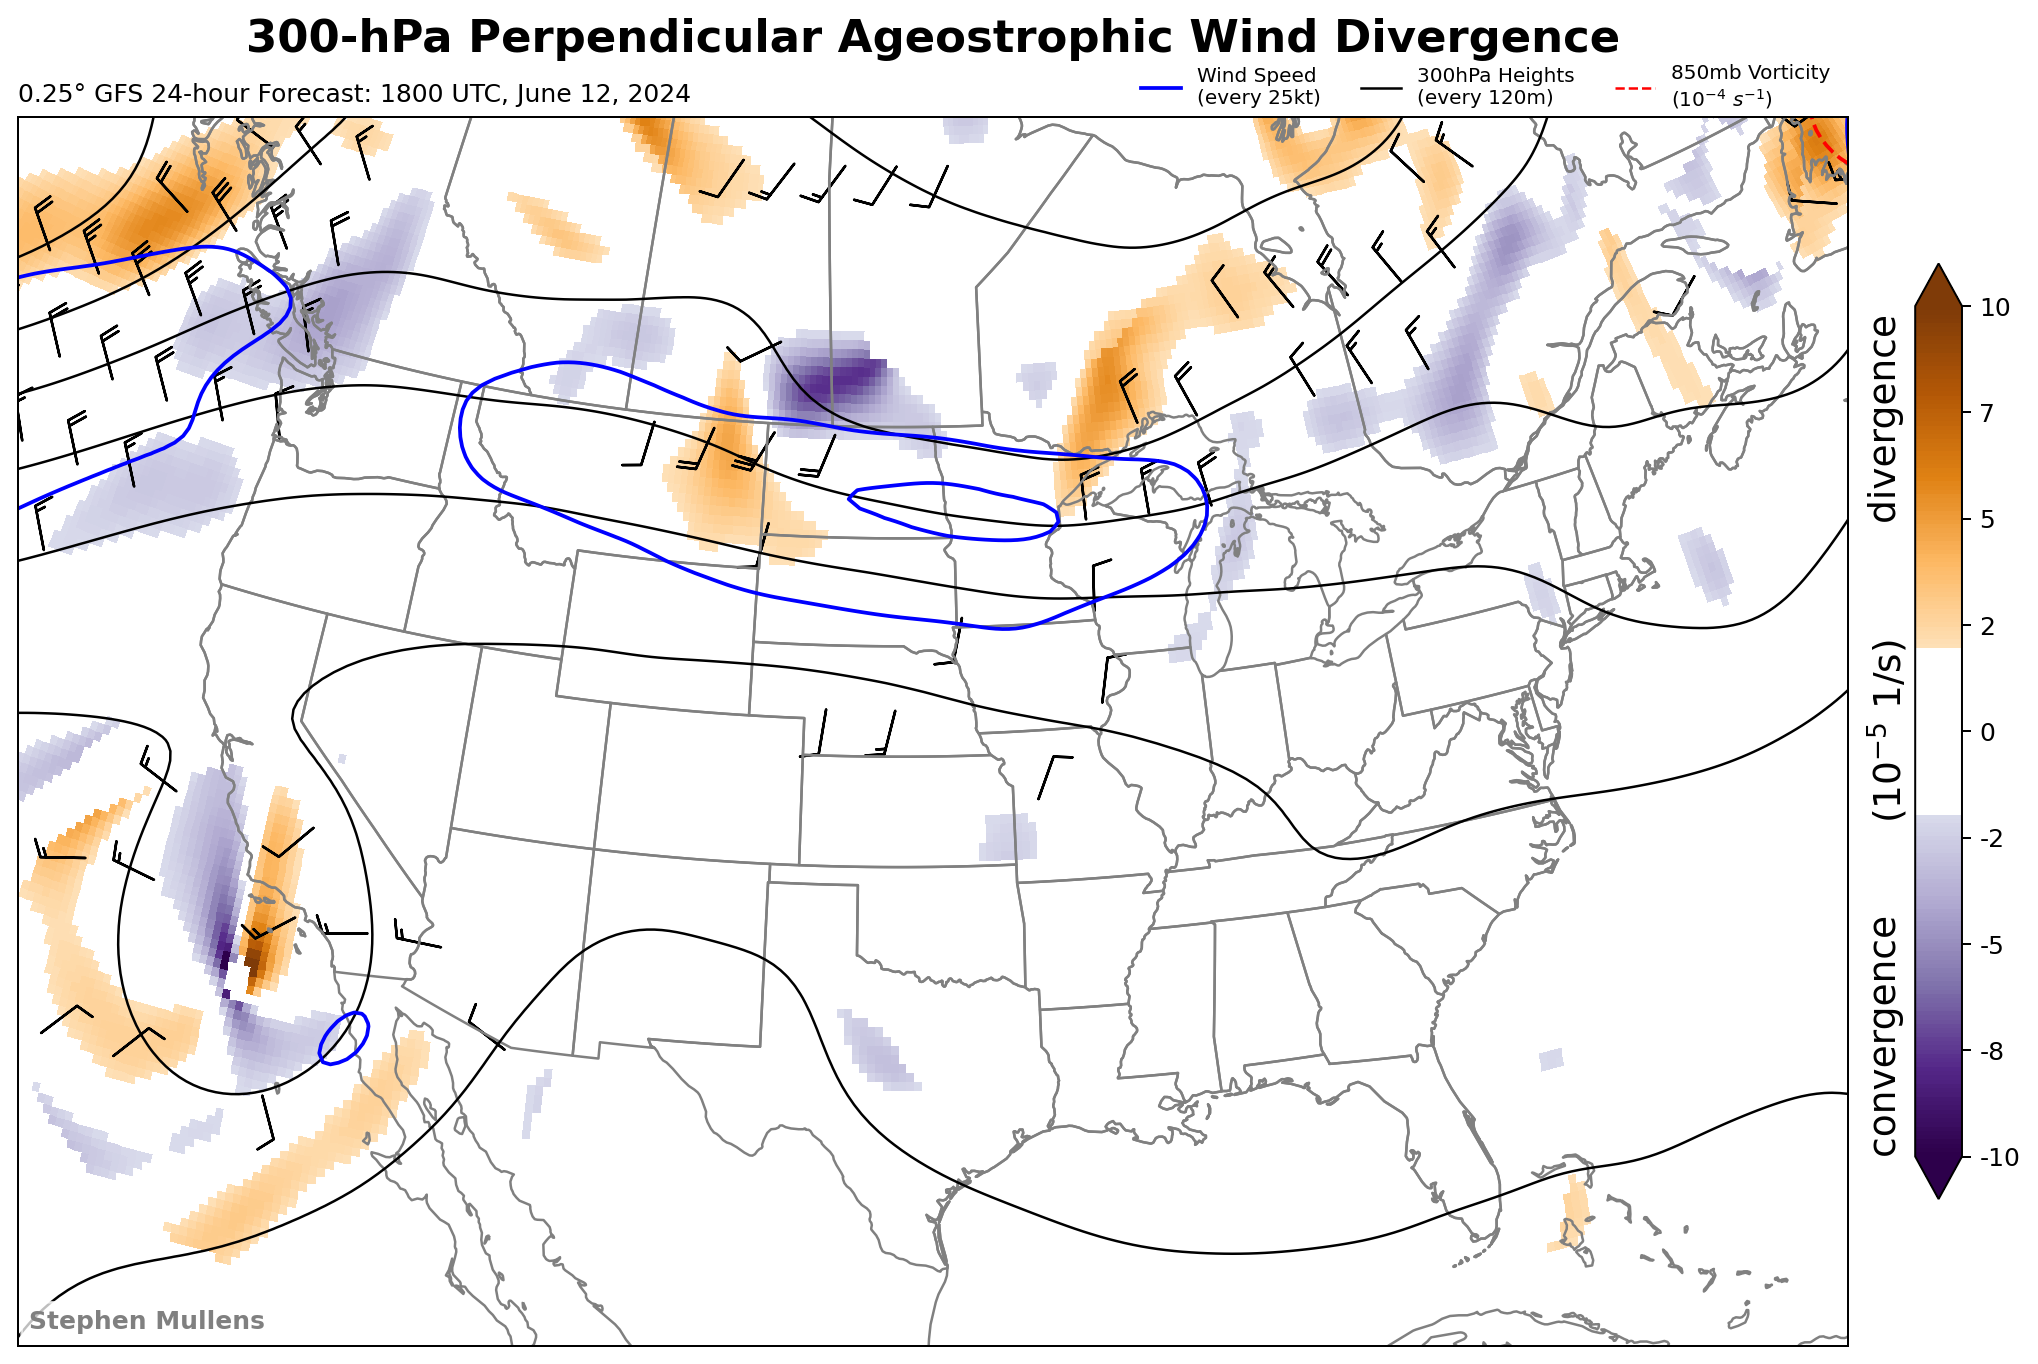 300-hPa Perpendicular Ageostrophic Wind Divergence
0.25° GFS 24-hour Forecast: 1800 UTC, June 12, 2024
Wind Speed
(every 25kt)
300hPa Heights
(every 120m)
850mb Vorticity
(10⁻⁴ s⁻¹)
10
7
5
2
0
-2
-5
-8
-10
convergence (10⁻⁵ 1/s) divergence
Stephen Mullens